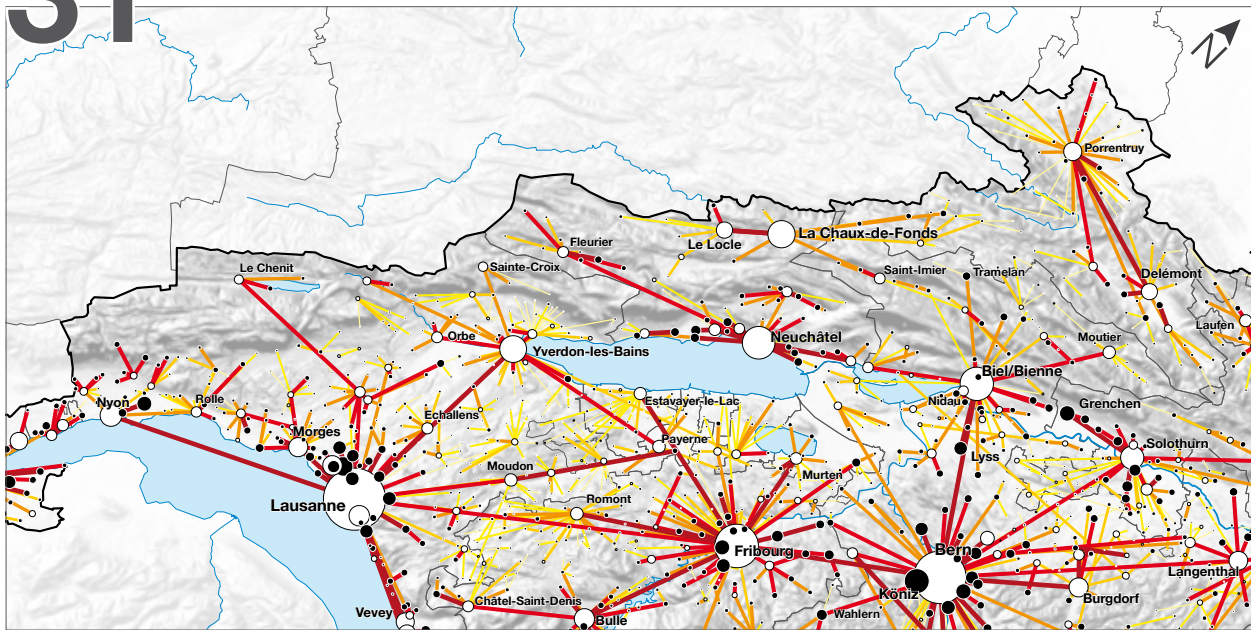 31
N
Porrentruy
La Chaux-de-Fonds
Le Locle
Fleurier
Le Chenit
Sainte-Croix
Saint-Imier
Tramelan
Delémont
Laufen
Moutier
Orbe
Yverdon-les-Bains
Neuchâtel
Biel/Bienne
Nidau
Grenchen
Nyon
Rolle
Estavayer-le-Lac
Echallens
Morges
Payerne
Solothurn
Lyss
Moudon
Murten
Lausanne
Romont
Fribourg
Bern
Langenthal
Köniz
Burgdorf
Châtel-Saint-Denis
Vevey
Bulle
Wahlern